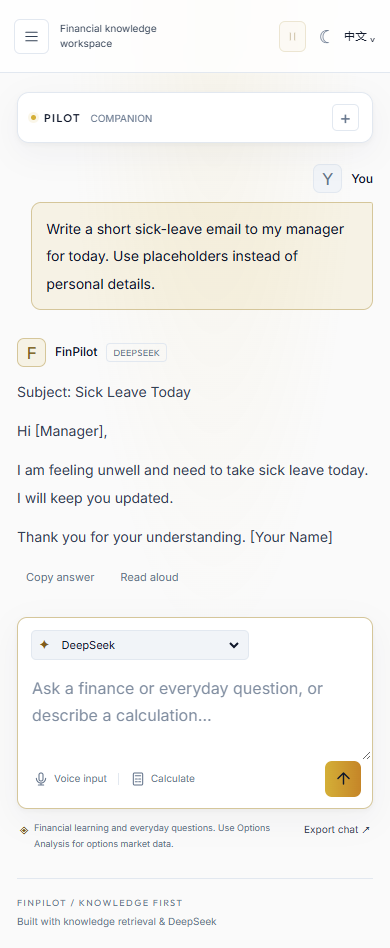 Financial knowledge
workspace
中文
PILOT COMPANION
+
Y You
Write a short sick-leave email to my manager
for today. Use placeholders instead of
personal details.
F FinPilot DEEPSEEK
Subject: Sick Leave Today
Hi [Manager],
I am feeling unwell and need to take sick leave today.
I will keep you updated.
Thank you for your understanding. [Your Name]
Copy answer Read aloud
DeepSeek
Ask a finance or everyday question, or
describe a calculation...
Voice input Calculate
Financial learning and everyday questions. Use Options
Analysis for options market data.
Export chat ↗
FINPILOT / KNOWLEDGE FIRST
Built with knowledge retrieval & DeepSeek